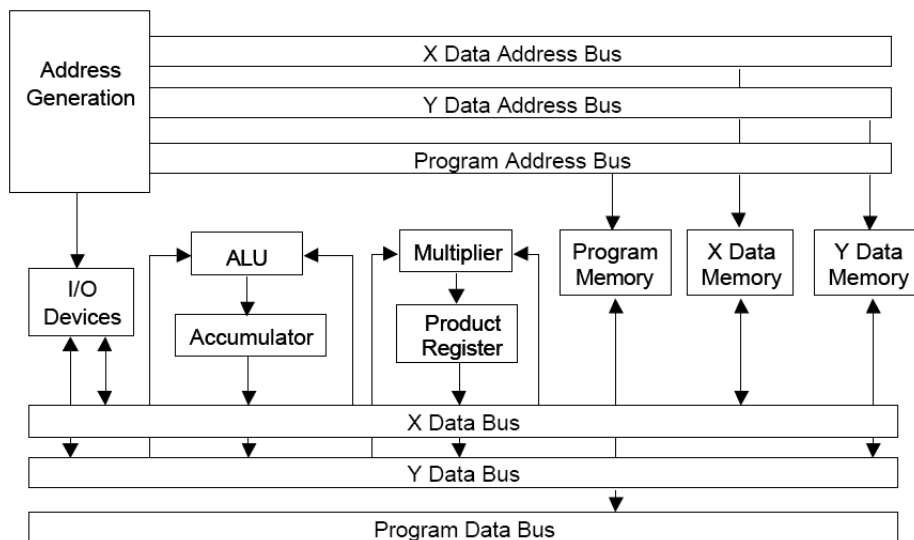 Address
Generation
X Data Address Bus
Y Data Address Bus
Program Address Bus
I/O
Devices
ALU
Accumulator
Multiplier
Product
Register
Program
Memory
X Data
Memory
Y Data
Memory
X Data Bus
Y Data Bus
Program Data Bus